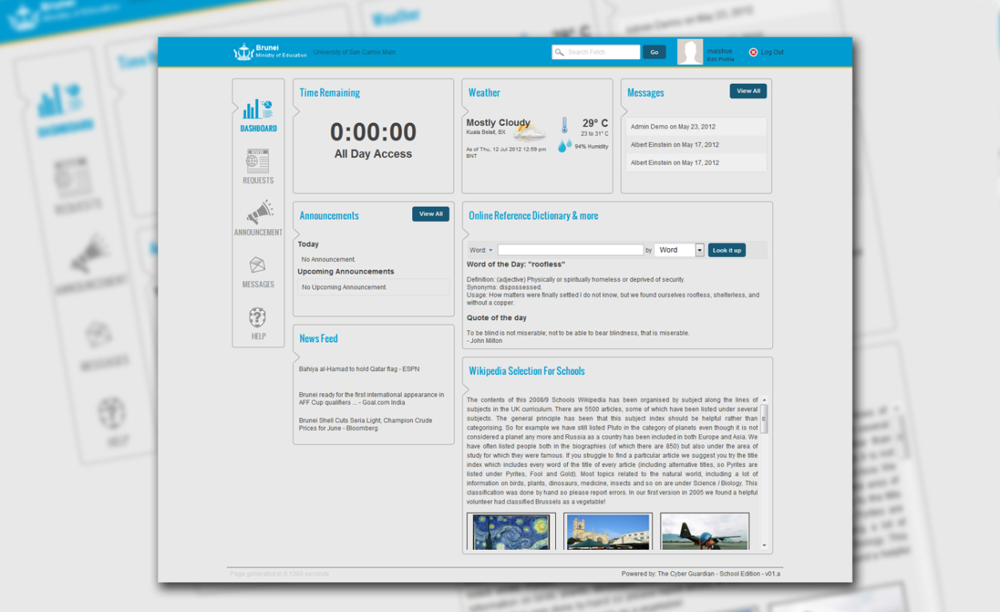 Brunei
Ministry of Education
University of San Carlos Main
Search Fetch
Go
maistrue
Edit Profile
Log Out
DASHBOARD
REQUESTS
ANNOUNCEMENT
MESSAGES
HELP
Time Remaining
0:00:00
All Day Access
Weather
Mostly Cloudy
Kuala Belait, BX
As of Thu, 12 Jul 2012 12:59 pm
BNT
29° C
23 to 31° C
94% Humidity
Messages
View All
Admin Demo on May 23, 2012
Albert Einstein on May 17, 2012
Albert Einstein on May 17, 2012
Announcements
View All
Today
No Announcement.
Upcoming Announcements
No Upcoming Announcement.
Online Reference Dictionary & more
Word:
by
Word
Look it up
Word of the Day: "roofless"
Definition: (adjective) Physically or spiritually homeless or deprived of security.
Synonyms: dispossessed.
Usage: How matters were finally settled I do not know, but we found ourselves roofless, shelterless, and
without a copper.
Quote of the day
To be blind is not miserable; not to be able to bear blindness, that is miserable.
- John Milton
News Feed
Bahiya al-Hamad to hold Qatar flag - ESPN
Brunei ready for the first international appearance in
AFF Cup qualifiers ... - Goal.com India
Brunei Shell Cuts Seria Light, Champion Crude
Prices for June - Bloomberg
Wikipedia Selection For Schools
The contents of this 2008/9 Schools Wikipedia has been organised by subject along the lines of
subjects in the UK curriculum. There are 5500 articles, some of which have been listed under several
subjects. The general principle has been that this subject index should be helpful rather than
categorising. So for example we have still listed Pluto in the category of planets even though it is not
considered a planet any more and Russia as a country has been included in both Europe and Asia. We
have often listed people both in the biographies (of which there are 850) but also under the area of
study for which they were famous. If you struggle to find a particular article we suggest you try the title
index which includes every word of the title of every article (including alternative titles, so Pyrites are
listed under Pyrites, Fool and Gold). Most topics related to the natural world, including a lot of
information on birds, plants, dinosaurs, medicine, insects and so on are under Science / Biology. This
classification was done by hand so please report errors. In our first version in 2005 we found a helpful
volunteer had classified Brussels as a vegetable!
Page generated in 0.1360 seconds
Powered by: The Cyber Guardian - School Edition - v01.a